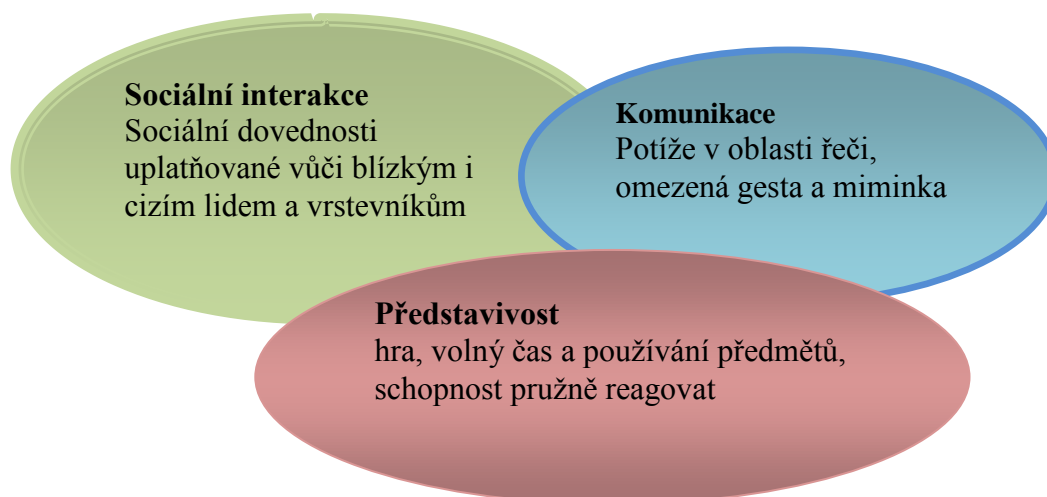 Sociální interakce
Sociální dovednosti
uplatňované vůči blízkým i
cizím lidem a vrstevníkům
Komunikace
Potíže v oblasti řeči,
omezená gesta a miminka
Představivost
hra, volný čas a používání předmětů,
schopnost pružně reagovat